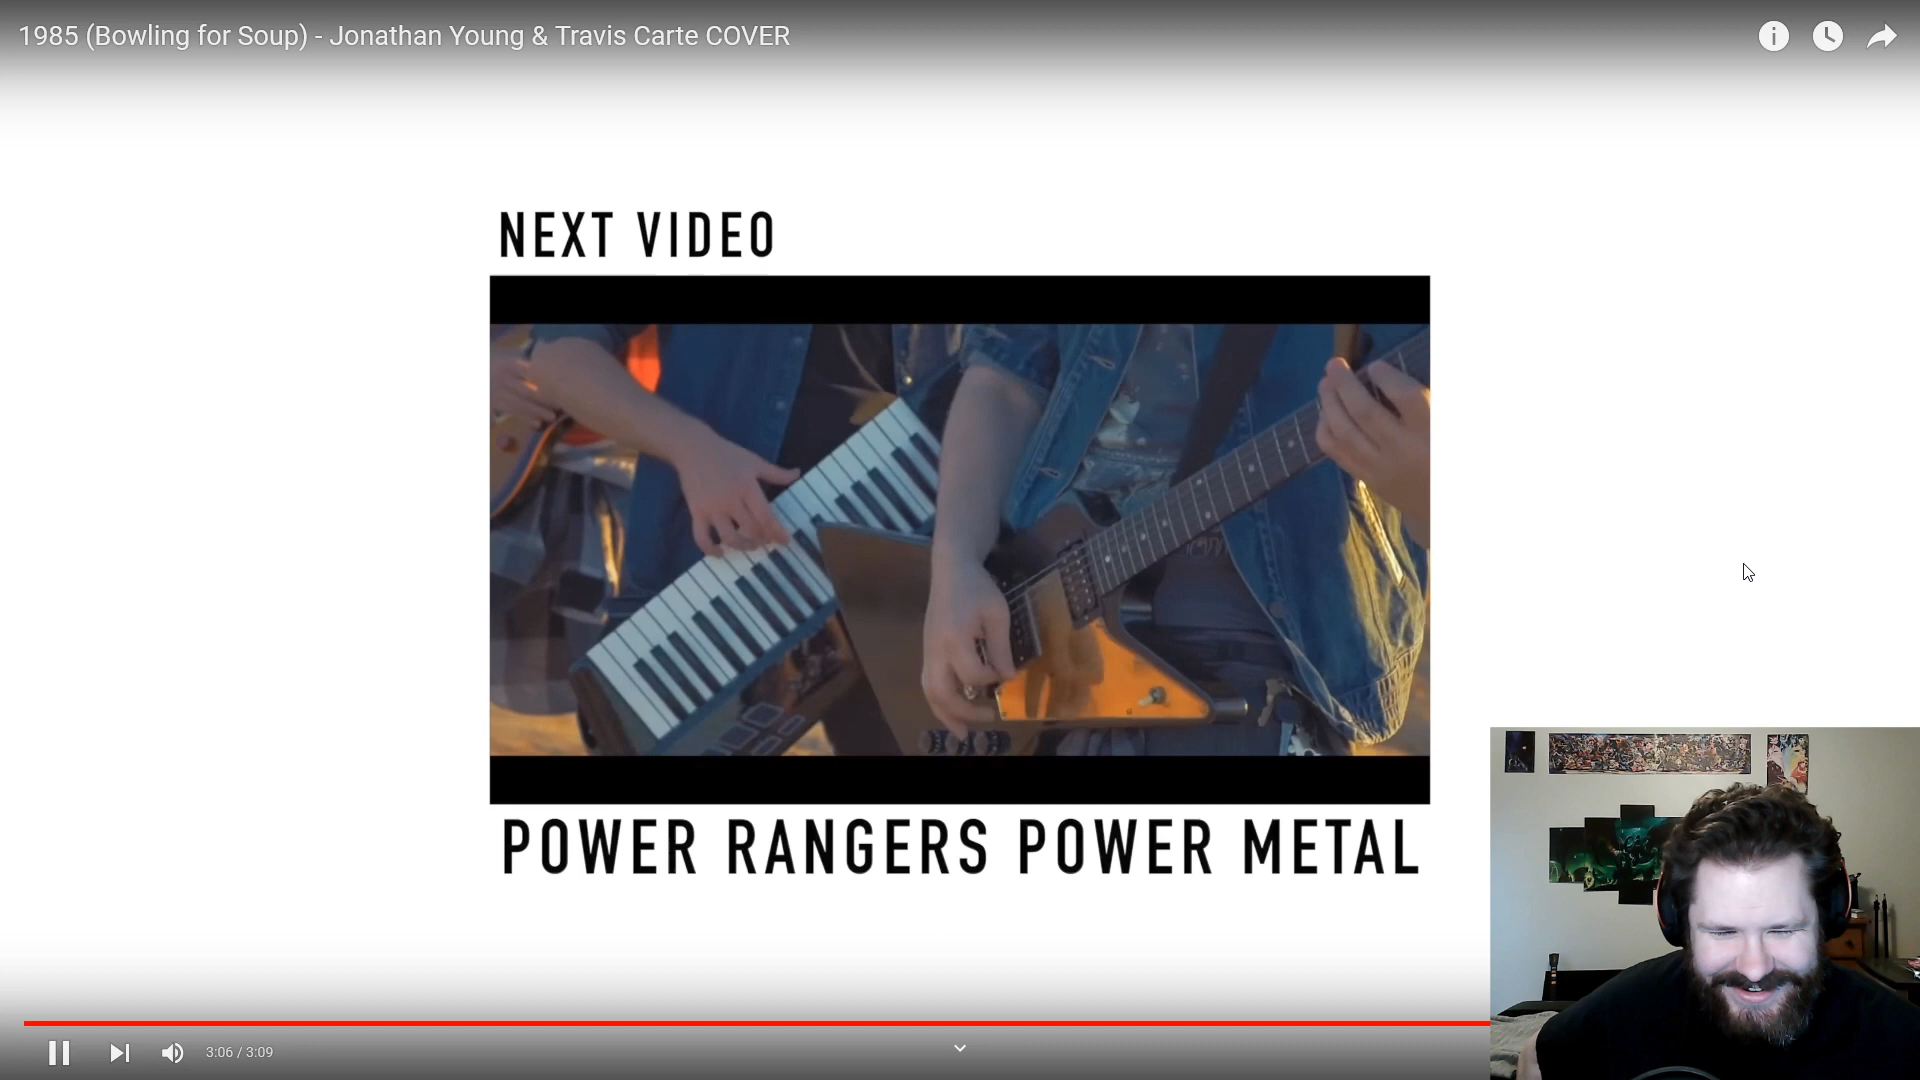 1985 (Bowling for Soup) - Jonathan Young & Travis Carte COVER
NEXT VIDEO
POWER RANGERS POWER METAL
3:06 / 3:09